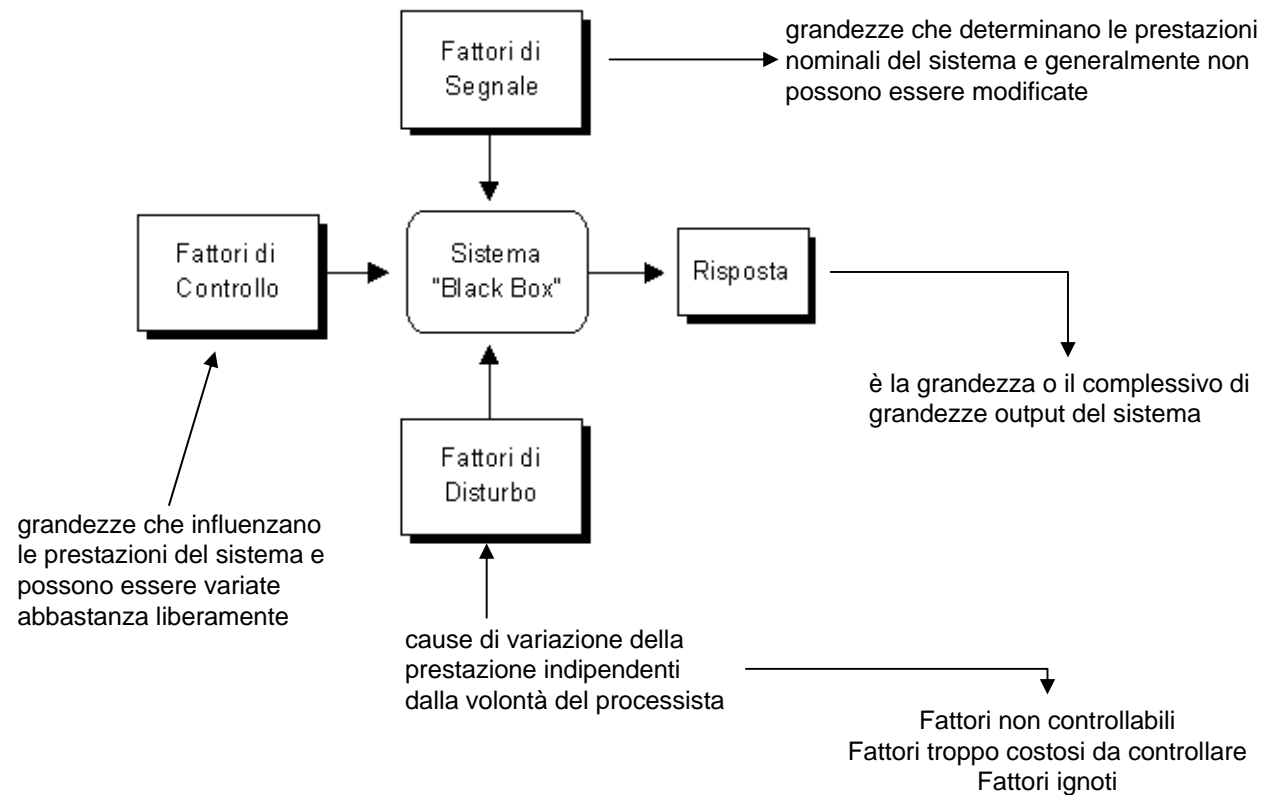 Fattori di
Segnale
grandezze che determinano le prestazioni
nominali del sistema e generalmente non
possono essere modificate
Fattori di
Controllo
Sistema
"Black Box"
Risposta
è la grandezza o il complessivo di
grandezze output del sistema
Fattori di
Disturbo
grandezze che influenzano
le prestazioni del sistema e
possono essere variate
abbastanza liberamente
cause di variazione della
prestazione indipendenti
dalla volontà del processista
Fattori non controllabili
Fattori troppo costosi da controllare
Fattori ignoti